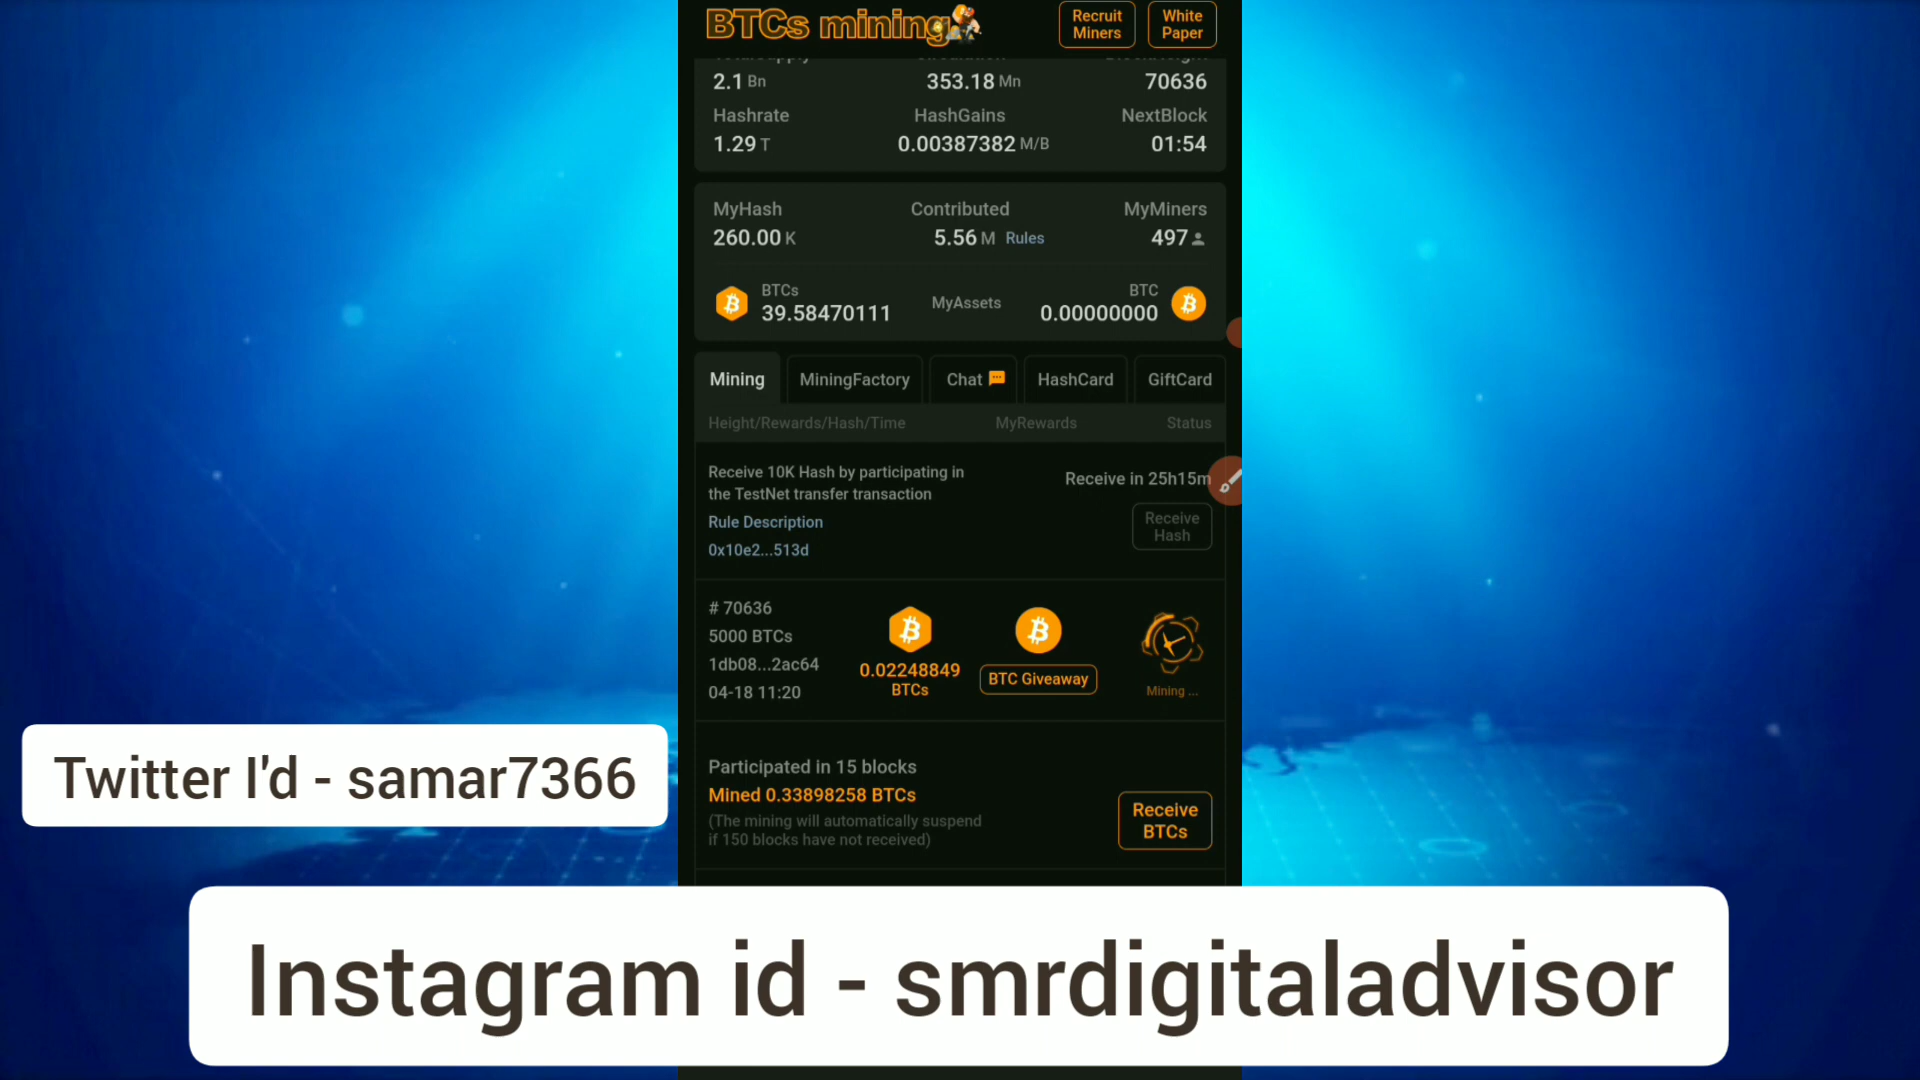 BTCs mining
Recruit Miners
White Paper
2.1 Bn
353.18 Mn
70636
Hashrate
HashGains
NextBlock
1.29 T
0.00387382 M/B
01:54
MyHash
Contributed
MyMiners
260.00 K
5.56 M Rules
497
BTCs
39.58470111
MyAssets
BTC
0.00000000
Mining
MiningFactory
Chat
HashCard
GiftCard
Height/Rewards/Hash/Time
MyRewards
Status
Receive 10K Hash by participating in
the TestNet transfer transaction
Receive in 25h15m
Rule Description
0x10e2...513d
Receive
Hash
# 70636
5000 BTCs
1db08...2ac64
04-18 11:20
0.02248849
BTCs
BTC Giveaway
Mining ...
Participated in 15 blocks
Mined 0.33898258 BTCs
(The mining will automatically suspend
if 150 blocks have not received)
Receive
BTCs
Twitter I'd - samar7366
Instagram id - smrdigitaladvisor